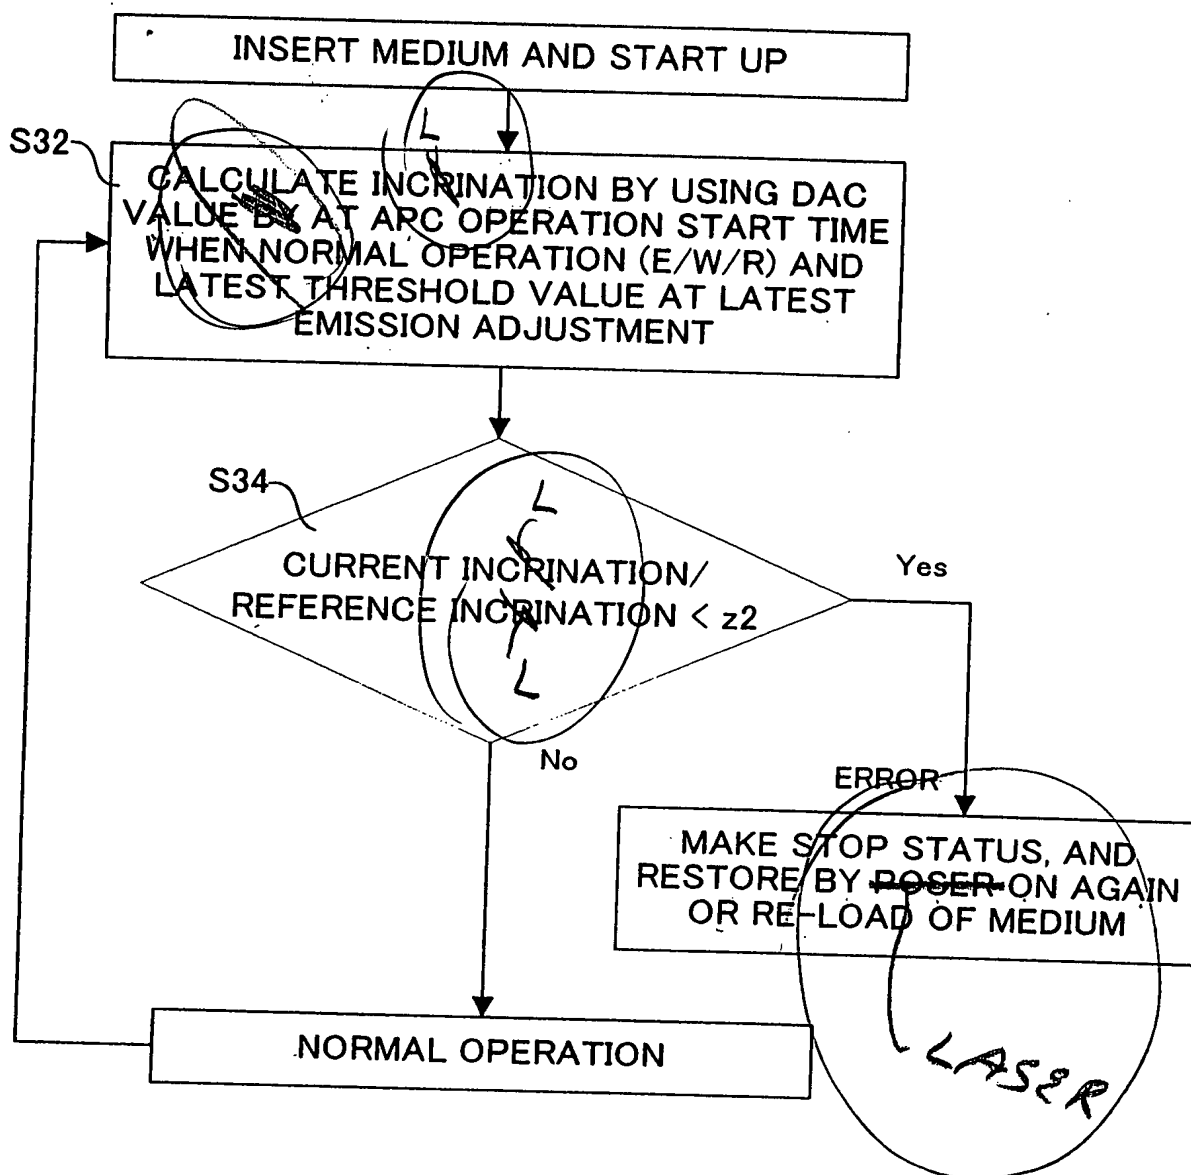 INSERT MEDIUM AND START UP
L
S32
CALCULATE INCRINATION BY USING DAC
VALUE BY AT APC OPERATION START TIME
WHEN NORMAL OPERATION (E/W/R) AND
LATEST THRESHOLD VALUE AT LATEST
EMISSION ADJUSTMENT
S34
L
CURRENT INCRINATION/
REFERENCE INCRINATION < z2
L
Yes
No
ERROR
MAKE STOP STATUS, AND
RESTORE BY POSER ON AGAIN
OR RE-LOAD OF MEDIUM
NORMAL OPERATION
LASER